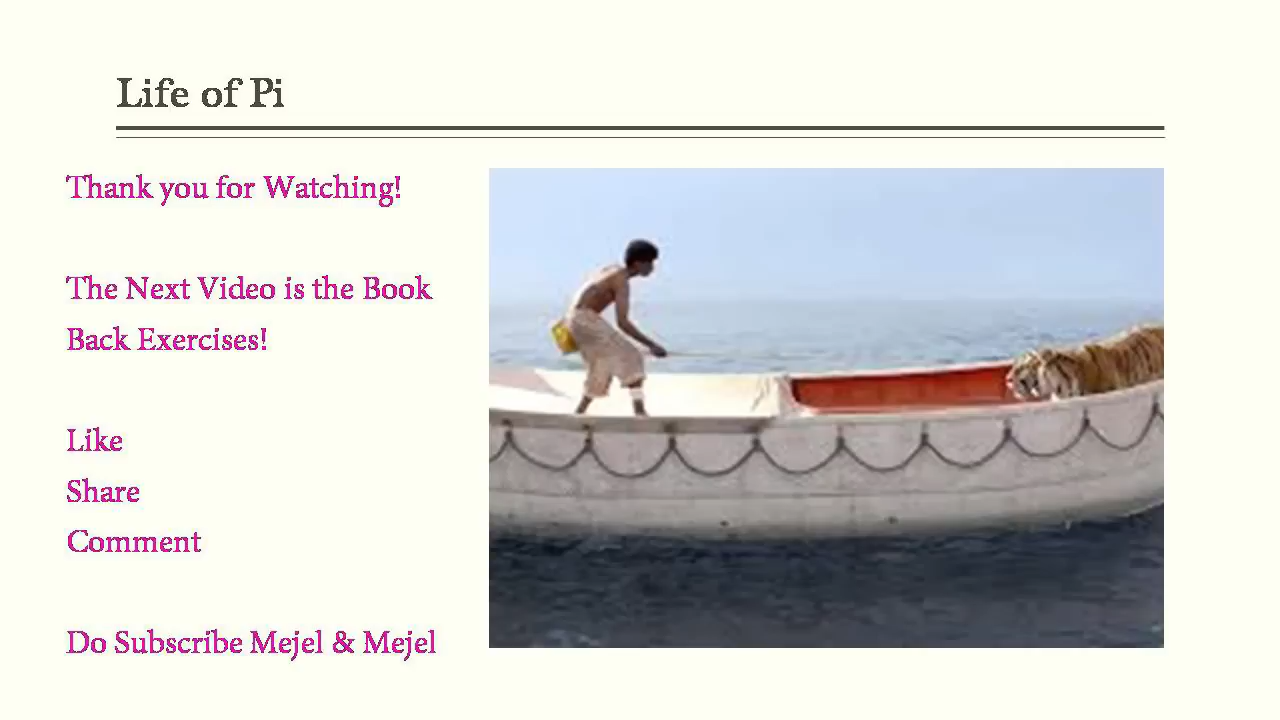 Life of Pi
Thank you for Watching!
The Next Video is the Book
Back Exercises!
Like
Share
Comment
Do Subscribe Mejel & Mejel